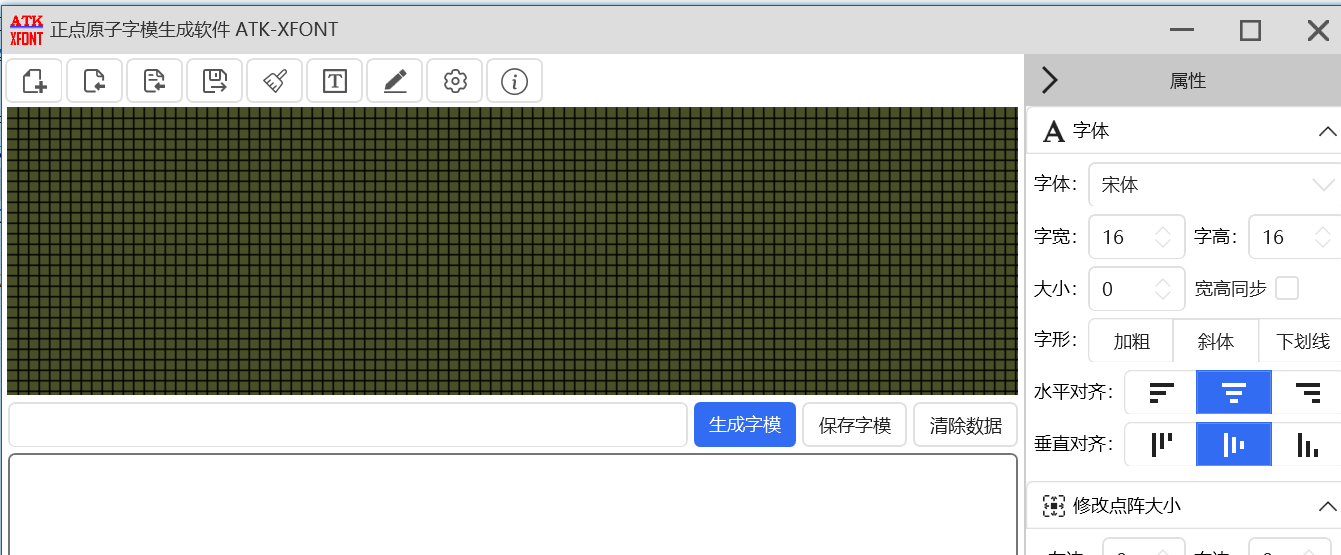 ATK
XFONT
正点原子字模生成软件 ATK-XFONT
属性
A 字体
字体: 宋体
字宽: 16 字高: 16
大小: 0 宽高同步
字形: 加粗 斜体 下划线
水平对齐:
垂直对齐:
生成字模 保存字模 清除数据
修改点阵大小